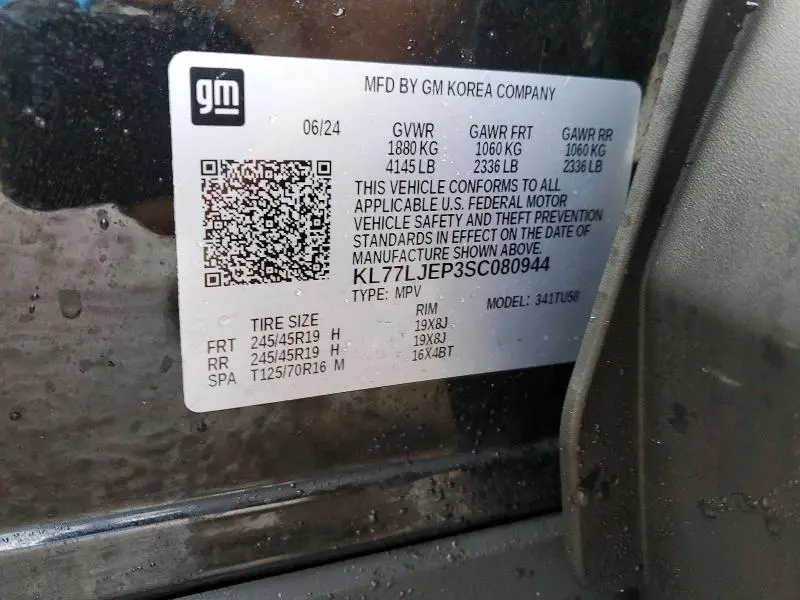 gm
MFD BY GM KOREA COMPANY
06/24 GVWR GAWR FRT GAWR RR
1880 KG 1060 KG 1060 KG
4145 LB 2336 LB 2336 LB
THIS VEHICLE CONFORMS TO ALL
APPLICABLE U.S. FEDERAL MOTOR
VEHICLE SAFETY AND THEFT PREVENTION
STANDARDS IN EFFECT ON THE DATE OF
MANUFACTURE SHOWN ABOVE.
KL77LJEP3SC080944
TYPE: MPV MODEL: 341TU58
TIRE SIZE RIM
FRT 245/45R19 H 19X8J
RR 245/45R19 H 19X8J
SPA T125/70R16 M 16X4BT